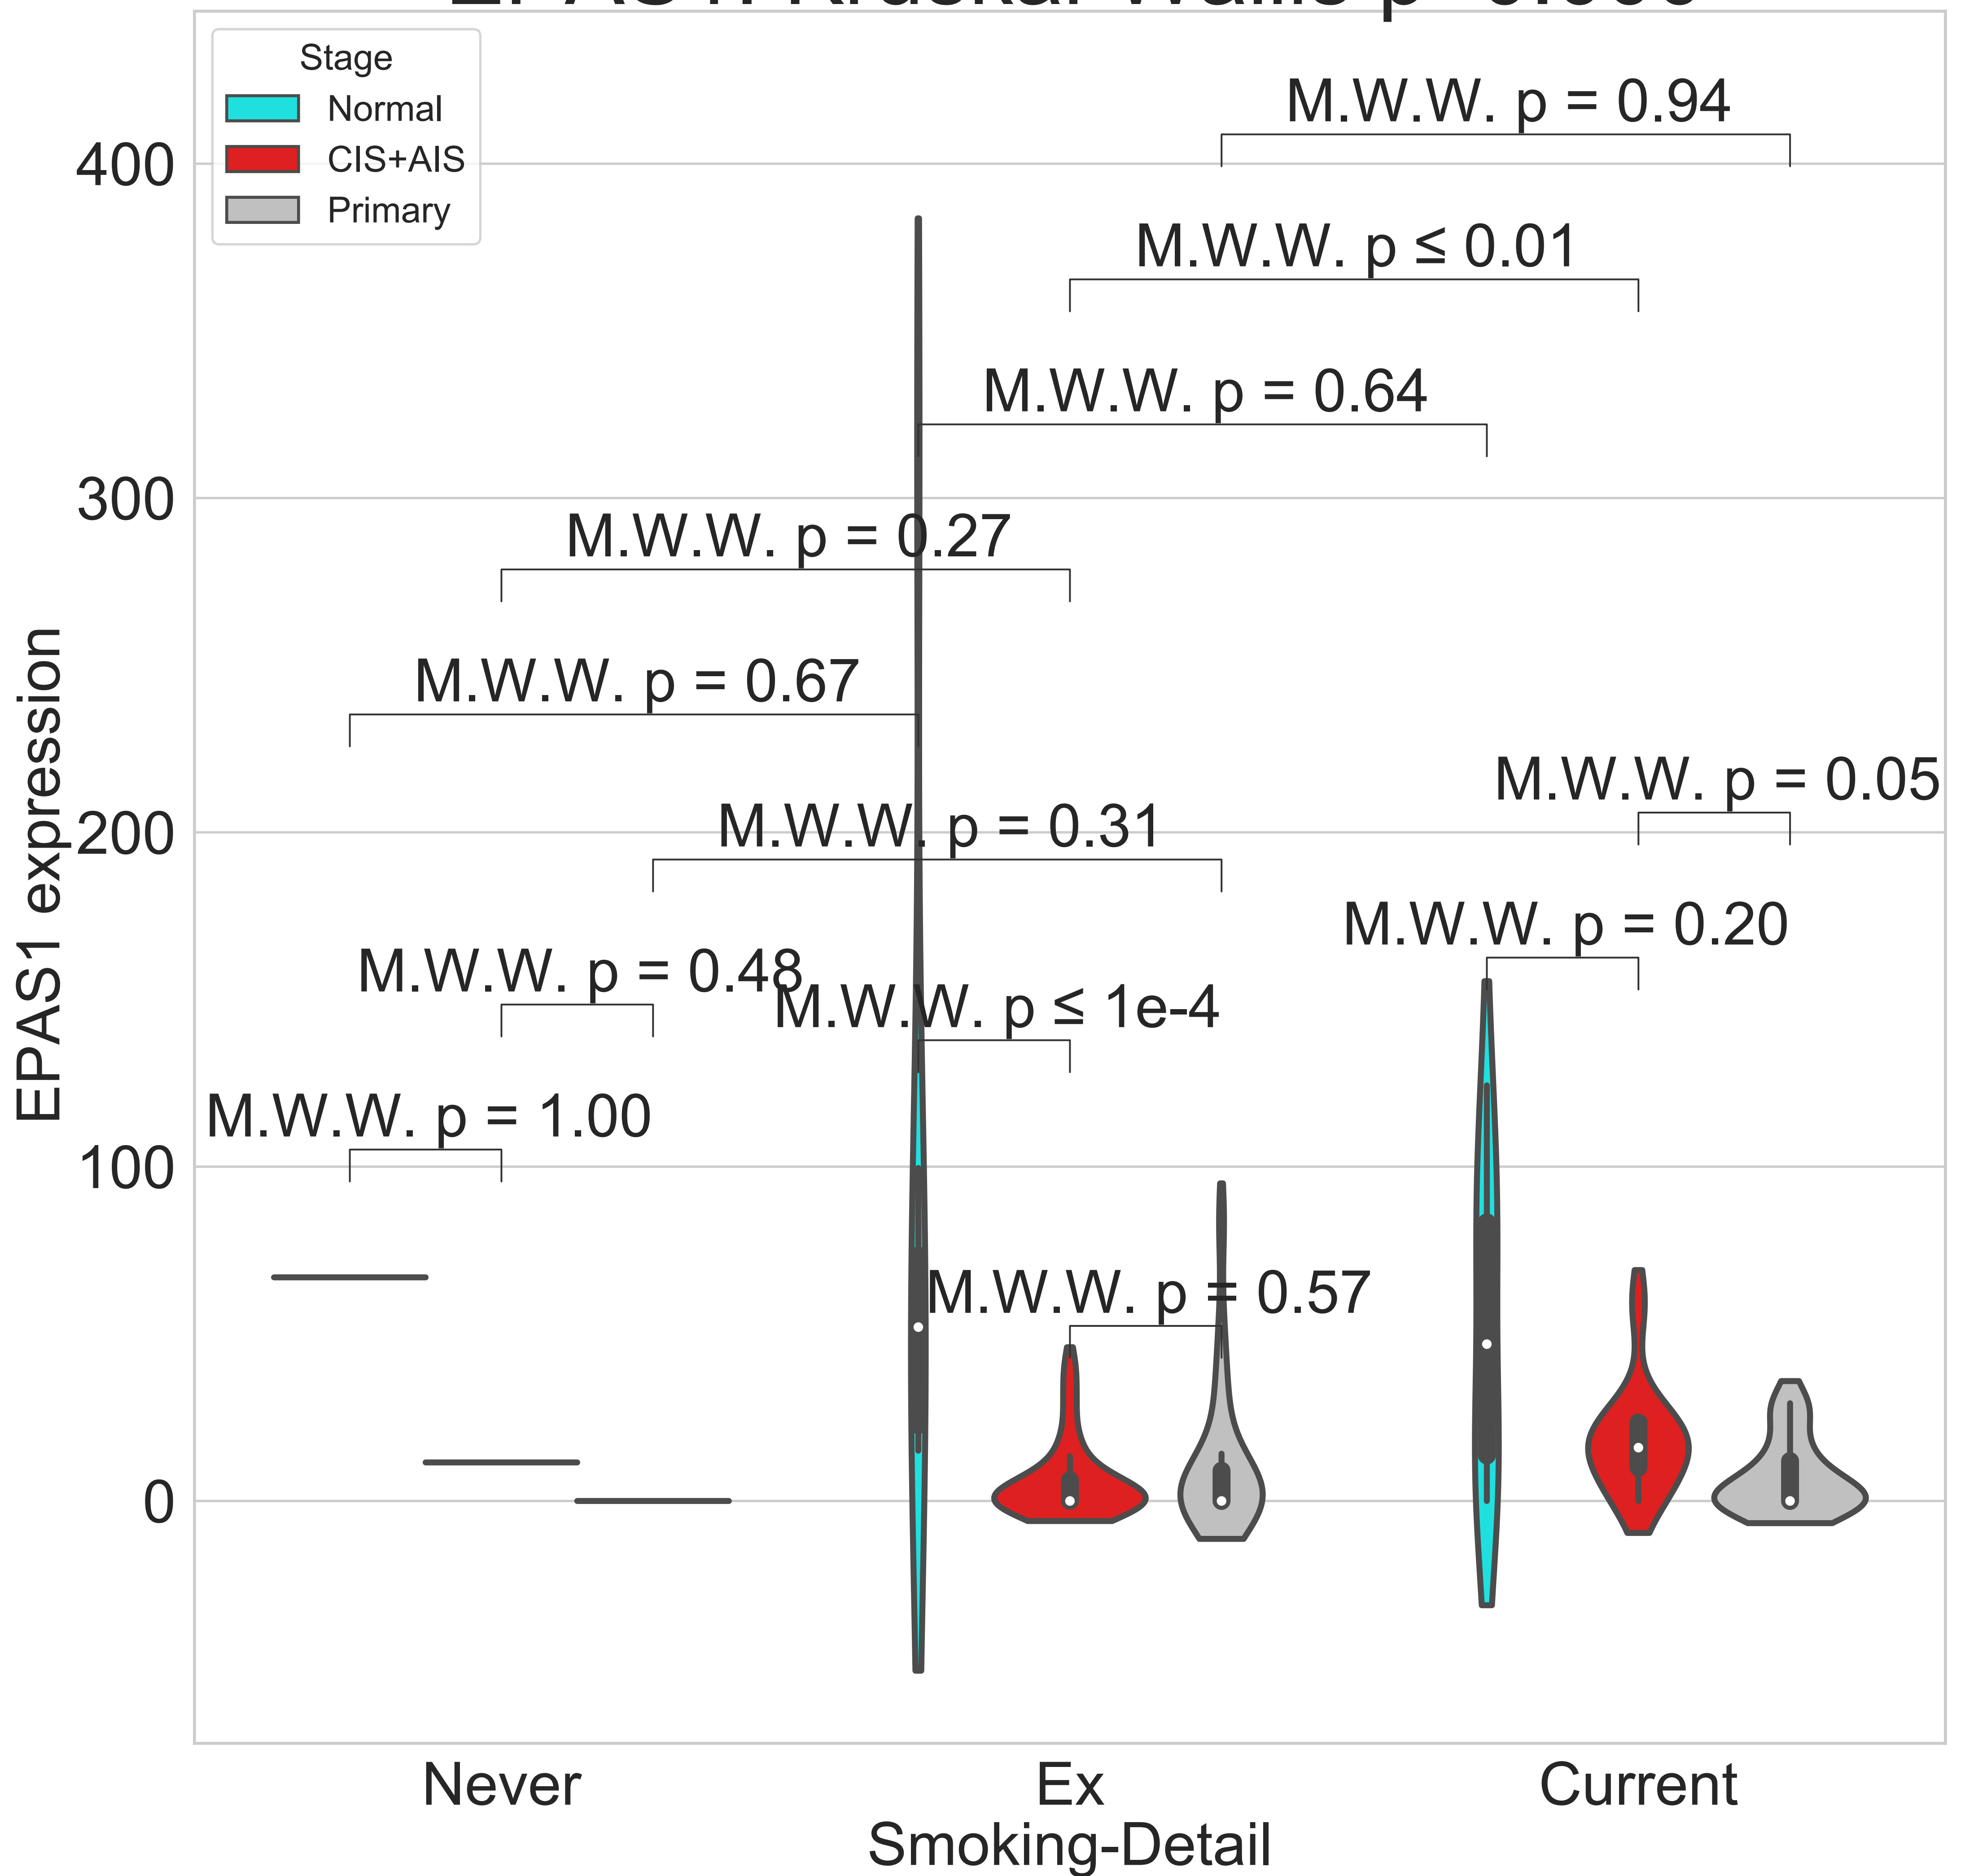 Stage
Normal
CIS+AIS
Primary
M.W.W. p = 0.94
400
M.W.W. p ≤ 0.01
M.W.W. p = 0.64
300
M.W.W. p = 0.27
M.W.W. p = 0.67
M.W.W. p = 0.05
200
M.W.W. p = 0.31
M.W.W. p = 0.20
M.W.W. p = 0.48
M.W.W. p ≤ 1e-4
M.W.W. p = 1.00
100
M.W.W. p = 0.57
0
EPAS1 expression
Never Ex Current
Smoking-Detail